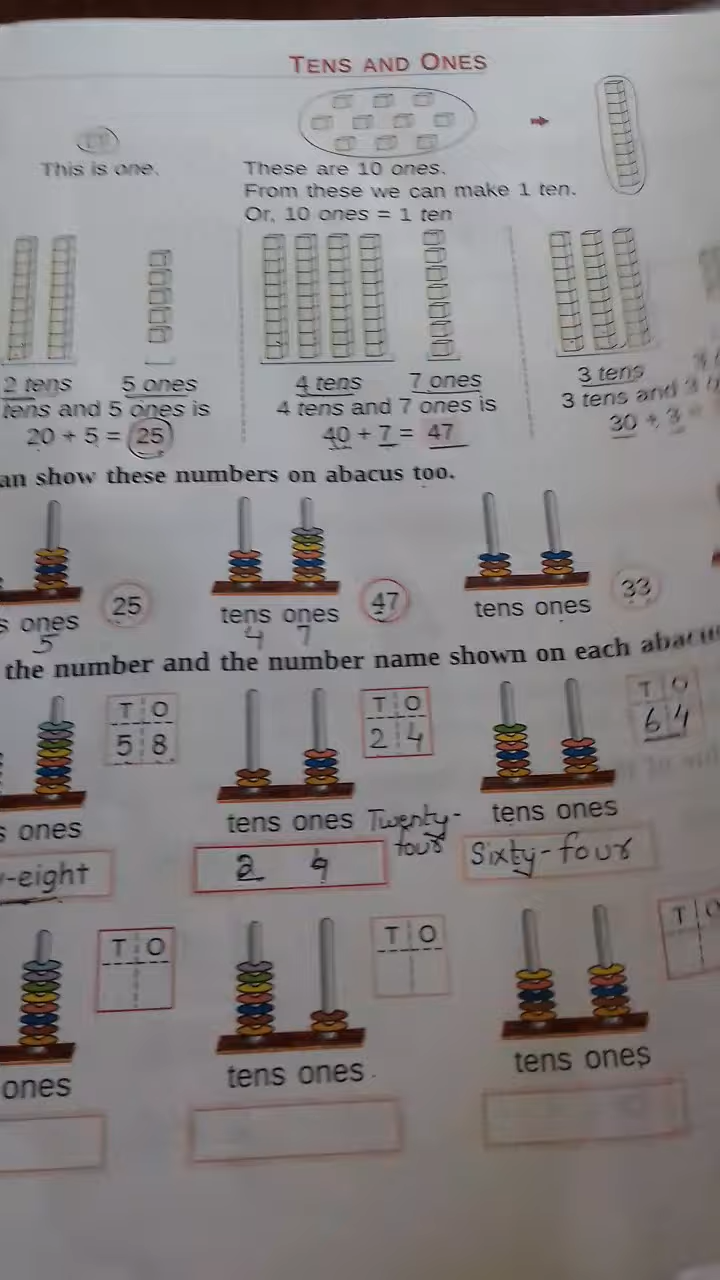 TENS AND ONES
This is one.
These are 10 ones.
From these we can make 1 ten.
Or, 10 ones = 1 ten
2 tens 5 ones
4 tens 7 ones
3 tens
tens and 5 ones is
4 tens and 7 ones is
3 tens and 3
20 + 5 = 25
40 + 7 = 47
30 + 3 =
an show these numbers on abacus too.
s ones 25
tens ones 47
tens ones 33
5
4 7
the number and the number name shown on each abacus
T O
5 8
T O
2 4
T O
6 4
s ones
tens ones Twenty-
four
tens ones
-eight
2 4
Sixty-four
T O
T O
T O
ones
tens ones
tens ones